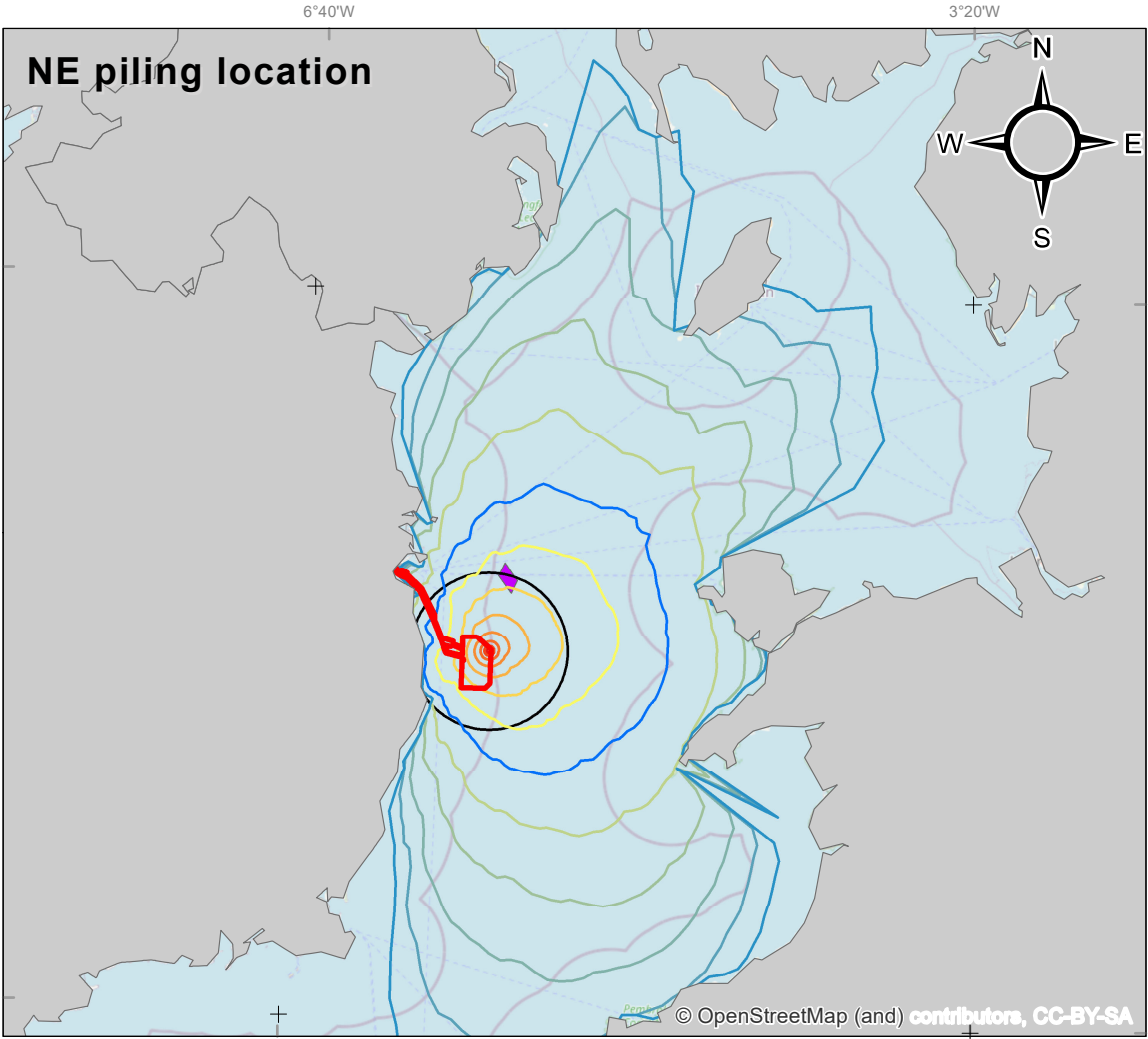 6°40'W
3°20'W
NE piling location
N
W
E
S
© OpenStreetMap (and) contributors, CC-BY-SA